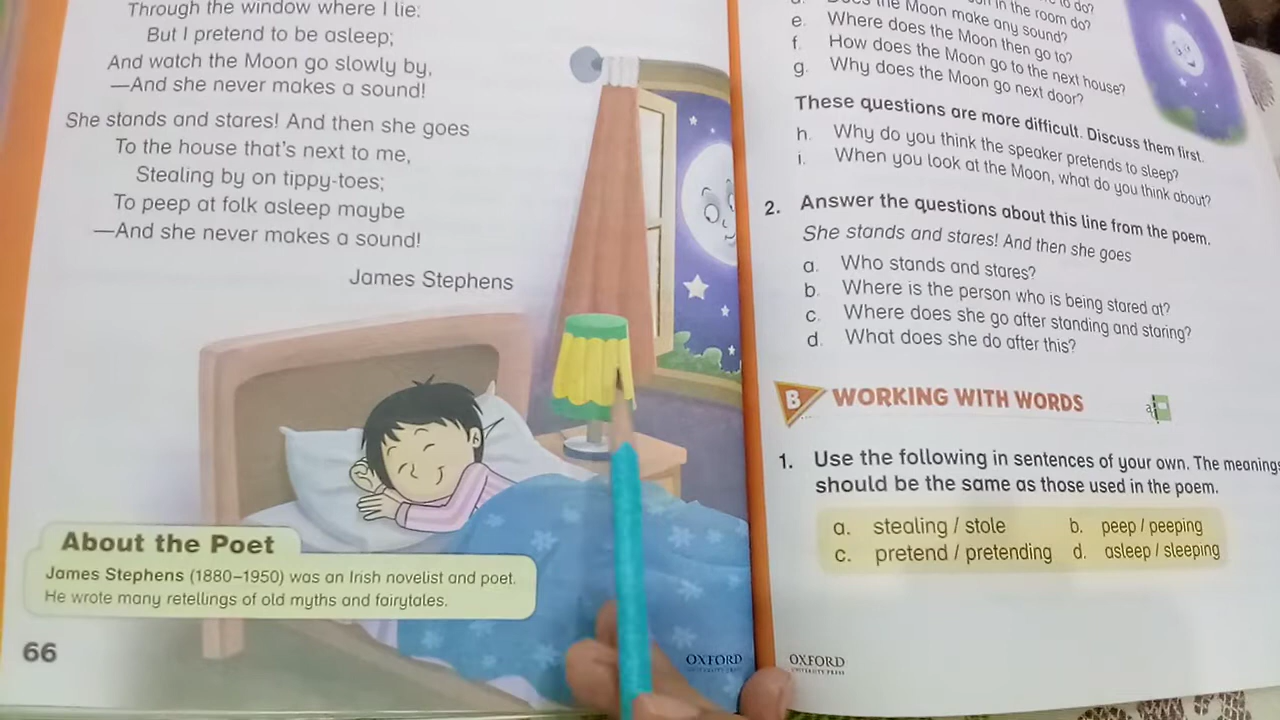 Through the window where I lie:
But I pretend to be asleep;
And watch the Moon go slowly by,
—And she never makes a sound!
She stands and stares! And then she goes
To the house that's next to me,
Stealing by on tippy-toes;
To peep at folk asleep maybe
—And she never makes a sound!
James Stephens
About the Poet
James Stephens (1880–1950) was an Irish novelist and poet.
He wrote many retellings of old myths and fairytales.
66
OXFORD
UNIVERSITY PRESS
to do?
in the room do?
the Moon make any sound?
e. Where does the Moon then go to?
f. How does the Moon go to the next house?
g. Why does the Moon go next door?
These questions are more difficult. Discuss them first.
h. Why do you think the speaker pretends to sleep?
i. When you look at the Moon, what do you think about?
2. Answer the questions about this line from the poem.
She stands and stares! And then she goes
a. Who stands and stares?
b. Where is the person who is being stared at?
c. Where does she go after standing and staring?
d. What does she do after this?
B WORKING WITH WORDS
1. Use the following in sentences of your own. The meanings
should be the same as those used in the poem.
a. stealing / stole b. peep / peeping
c. pretend / pretending d. asleep / sleeping
OXFORD
UNIVERSITY PRESS